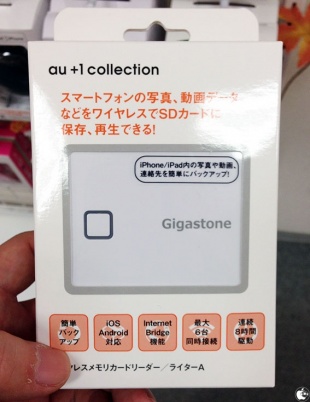 au +1 collection
スマートフォンの写真、動画データ
などをワイヤレスでSDカードに
保存、再生できる!
iPhone/iPad内の写真や動画、
連絡先を簡単にバックアップ!
Gigastone
簡単
バック
アップ
iOS
Android
対応
Internet
Bridge
機能
最大
6台
同時接続
連続
8時間
駆動
レスメモリカードリーダー/ライターA